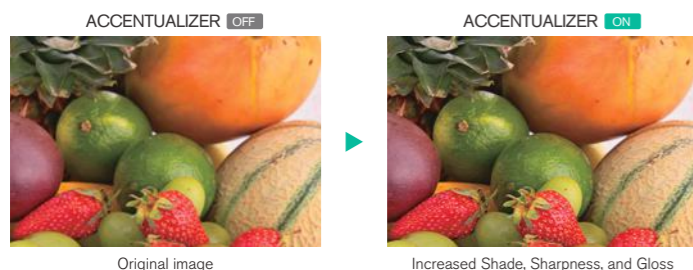 ACCENTUALIZER OFF
ACCENTUALIZER ON
Original image
Increased Shade, Sharpness, and Gloss